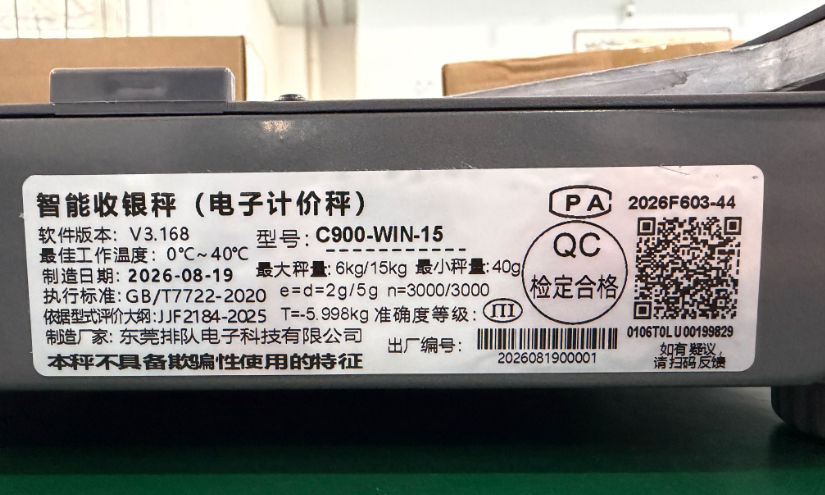 智能收银秤（电子计价秤）
软件版本：V3.168
型号：C900-WIN-15
最佳工作温度：0℃～40℃
制造日期：2026-08-19
最大秤量：6kg/15kg 最小秤量：40g
执行标准：GB/T7722-2020
e=d=2g/5g n=3000/3000
依据型式评价大纲：JJF2184-2025
T=-5.998kg 准确度等级：III
制造厂家：东莞排队电子科技有限公司
出厂编号：
2026081900001
本秤不具备欺骗性使用的特征
PA
2026F603-44
QC
检定合格
0106T0LU00199829
如有疑议，
请扫码反馈